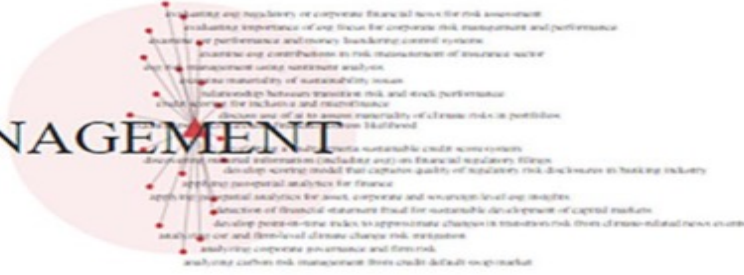 evaluating esg regulatory or corporate financial news for risk assessment
evaluating importance of esg focus for corporate risk management and performance
examine esg performance and money laundering control systems
examine esg contributions in risk measurement of insurance sector
esg risk management using sentiment analysis
examine materiality of sustainability issues
relationship between transition risk and stock performance
credit scoring for inclusive and microfinance
discuss use of ai to assess materiality of climate risks in portfolios
likelihood
NAGEMENT
sustainable credit score systems
discovering material information (including esg) on financial regulatory filings
develop scoring model that captures quality of regulatory risk disclosures in banking industry
applying geospatial analytics for finance
applying geospatial analytics for asset, corporate and sovereign level esg insights
detection of financial statement fraud for sustainable development of capital markets
develop point-in-time index to approximate changes in transition risk from climate-related news events
analyzing csr and firm-level climate change risk mitigation
analyzing corporate governance and firm risk
analyzing carbon risk management from credit default swap market